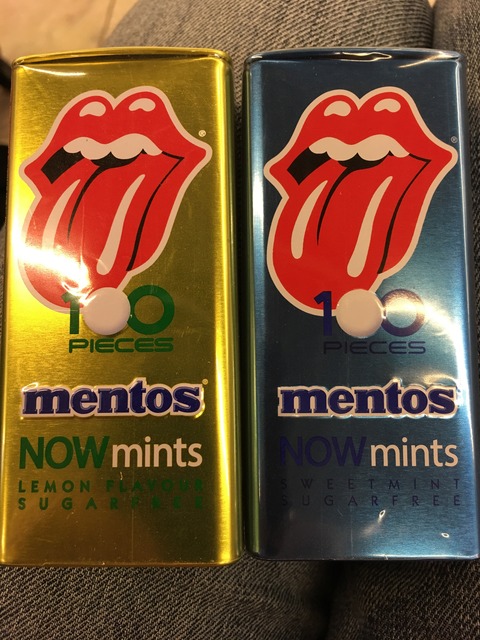 100
PIECES
mentos
NOWmints
LEMON FLAVOUR
SUGARFREE
100
PIECES
mentos
NOWmints
SWEETMINT
SUGARFREE